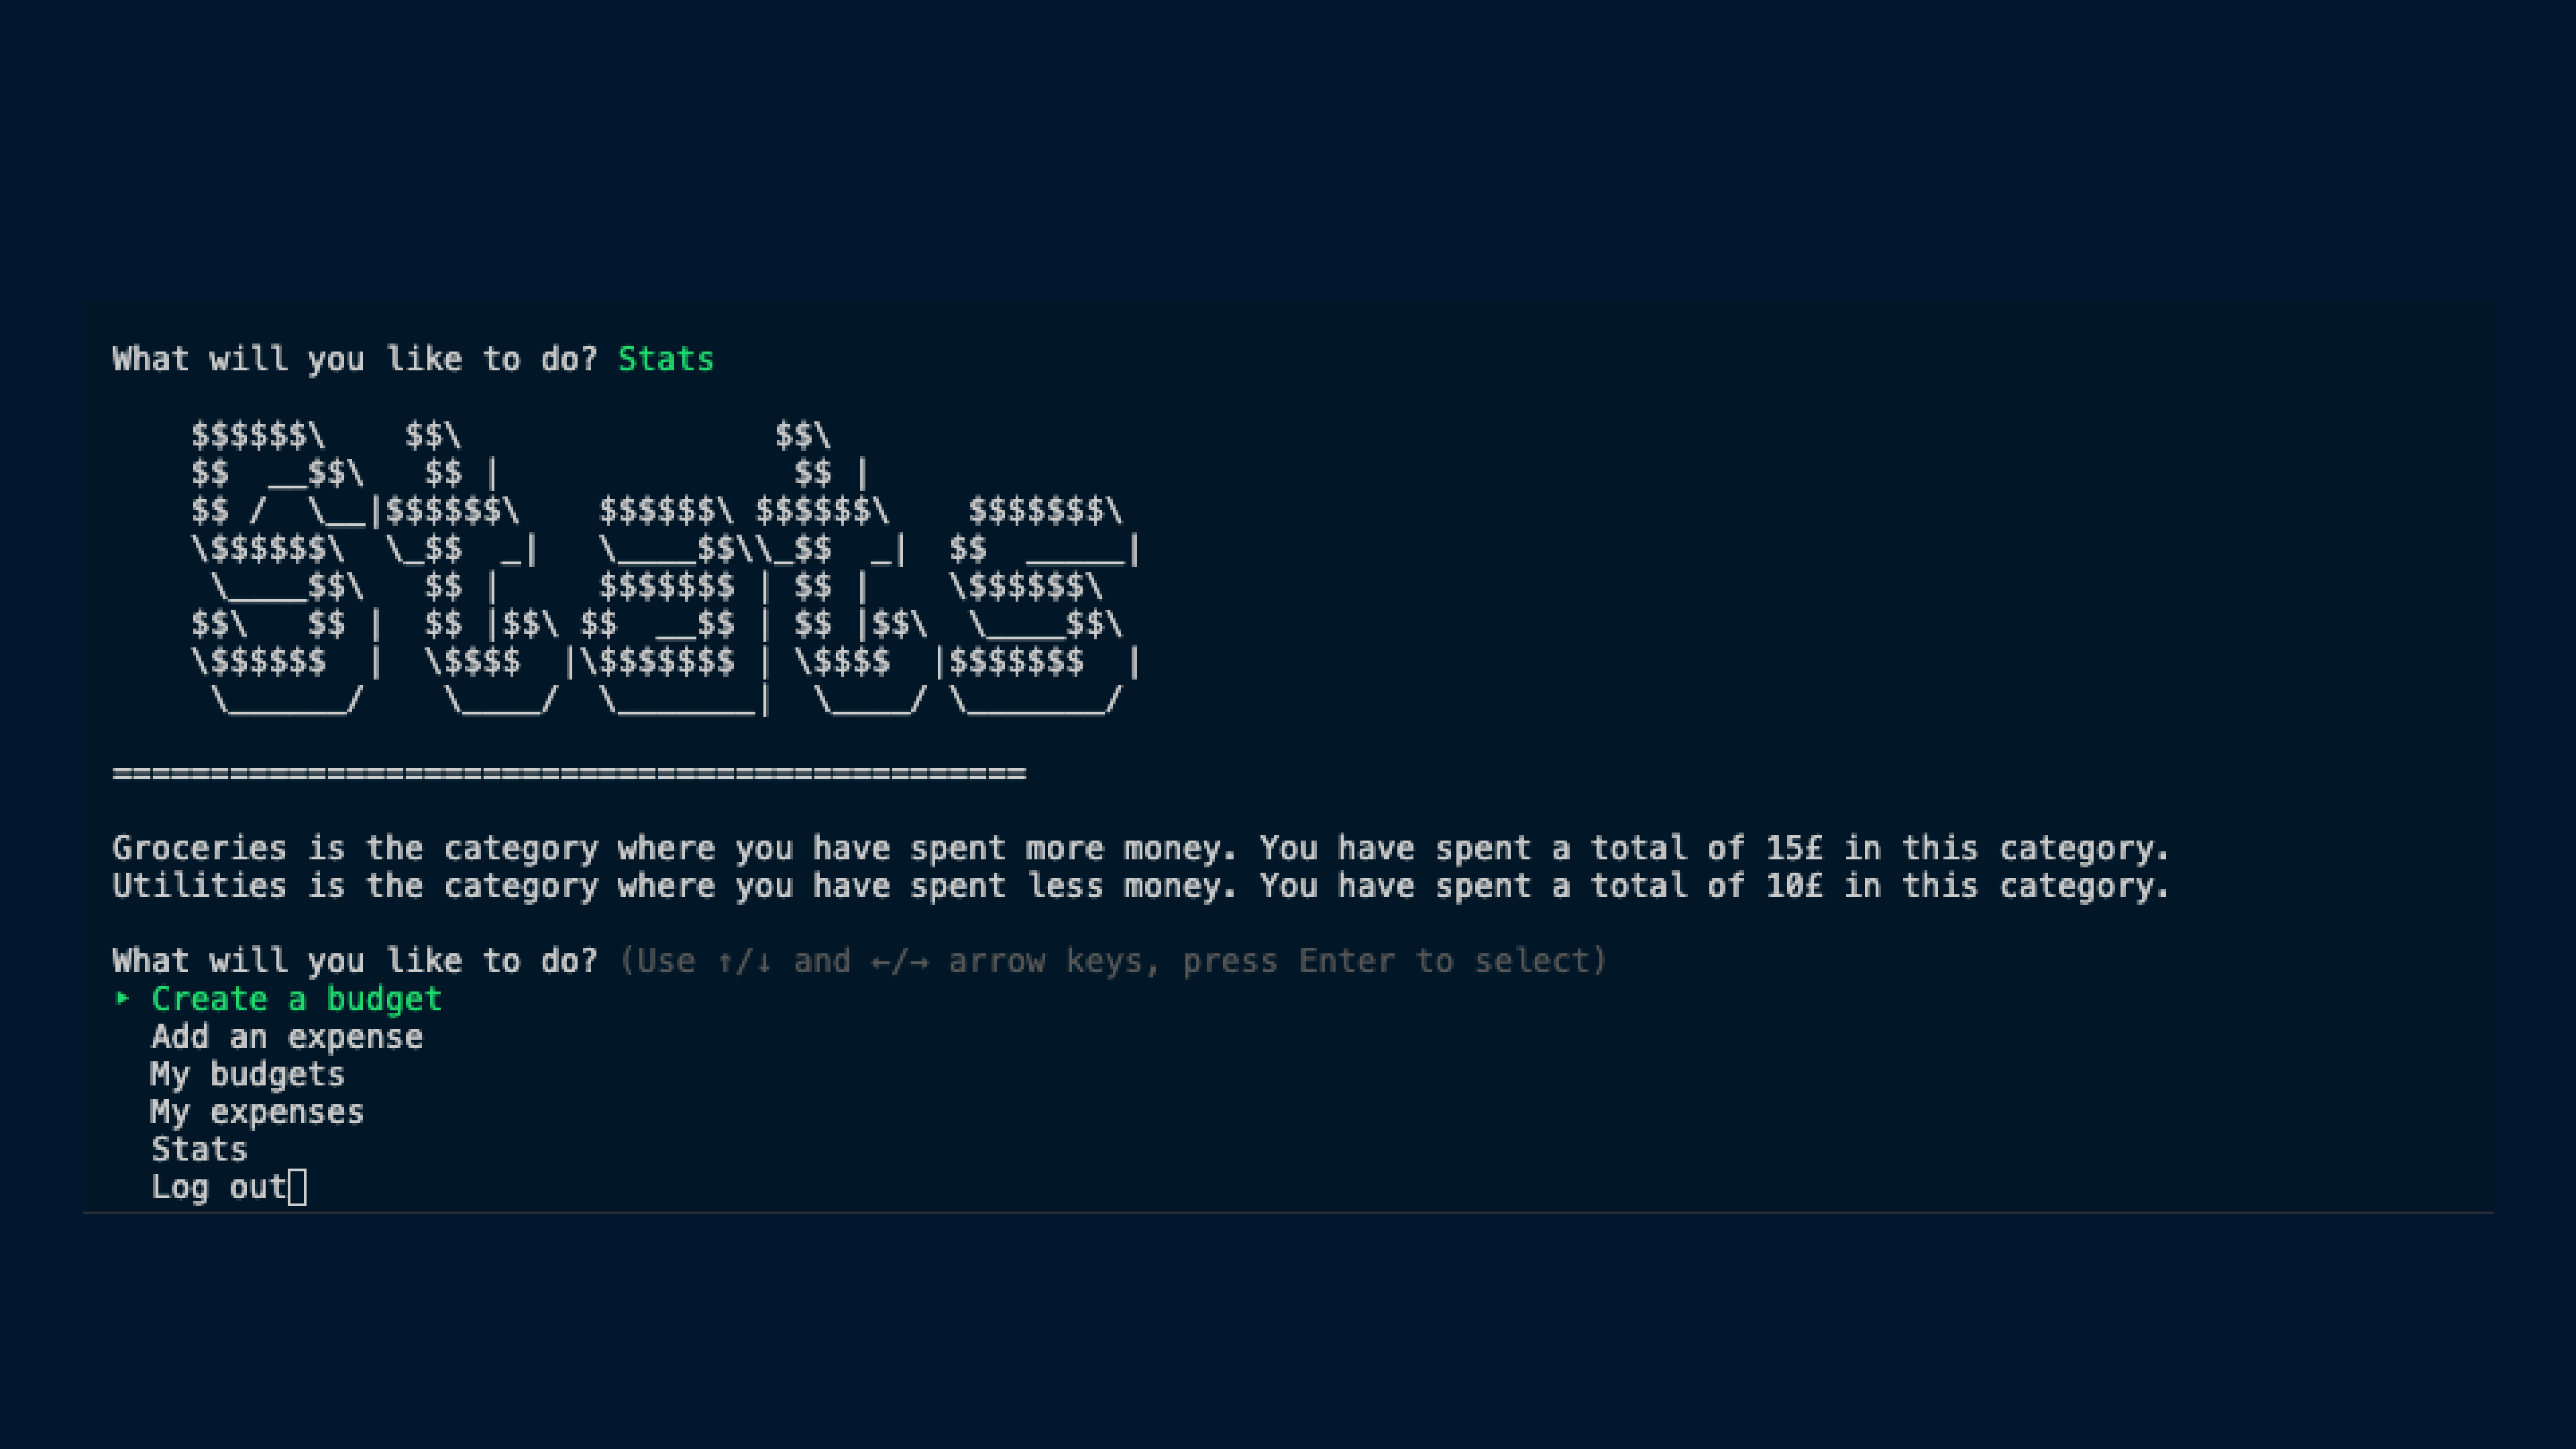 What will you like to do? Stats
    $$$$$$\    $$\                $$\
    $$  __$$\   $$ |               $$ |
    $$ /  \__|$$$$$$\    $$$$$$\ $$$$$$\    $$$$$$$\
    \$$$$$$\  \_$$  _|   \____$$\\_$$  _|  $$  _____|
     \____$$\   $$ |     $$$$$$$ | $$ |    \$$$$$$\
    $$\   $$ |  $$ |$$\ $$  __$$ | $$ |$$\  \____$$\
    \$$$$$$  |  \$$$$  |\$$$$$$$ | \$$$$  |$$$$$$$  |
     \______/    \____/  \_______|  \____/ \_______/
===============================================
Groceries is the category where you have spent more money. You have spent a total of 15£ in this category.
Utilities is the category where you have spent less money. You have spent a total of 10£ in this category.
What will you like to do? (Use ↑/↓ and ←/→ arrow keys, press Enter to select)
‣ Create a budget
  Add an expense
  My budgets
  My expenses
  Stats
  Log out